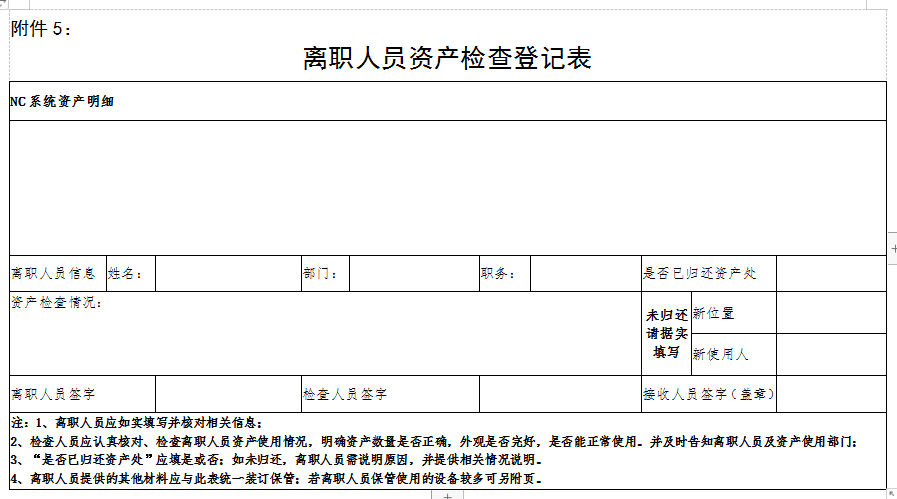 附件 5：
离职人员资产检查登记表
NC 系统资产明细
离职人员信息 姓名： 部门： 职务： 是否已归还资产处
资产检查情况：
未归还
请据实
填写
新位置
新使用人
离职人员签字 检查人员签字 接收人员签字（盖章）
注：1、离职人员应如实填写并核对相关信息；
2、检查人员应认真核对、检查离职人员资产使用情况，明确资产数量是否正确，外观是否完好，是否能正常使用。并及时告知离职人员及资产使用部门；
3、“是否已归还资产处”应填是或否；如未归还，离职人员需说明原因，并提供相关情况说明。
4、离职人员提供的其他材料应与此表统一装订保管；若离职人员保管使用的设备较多可另附页。